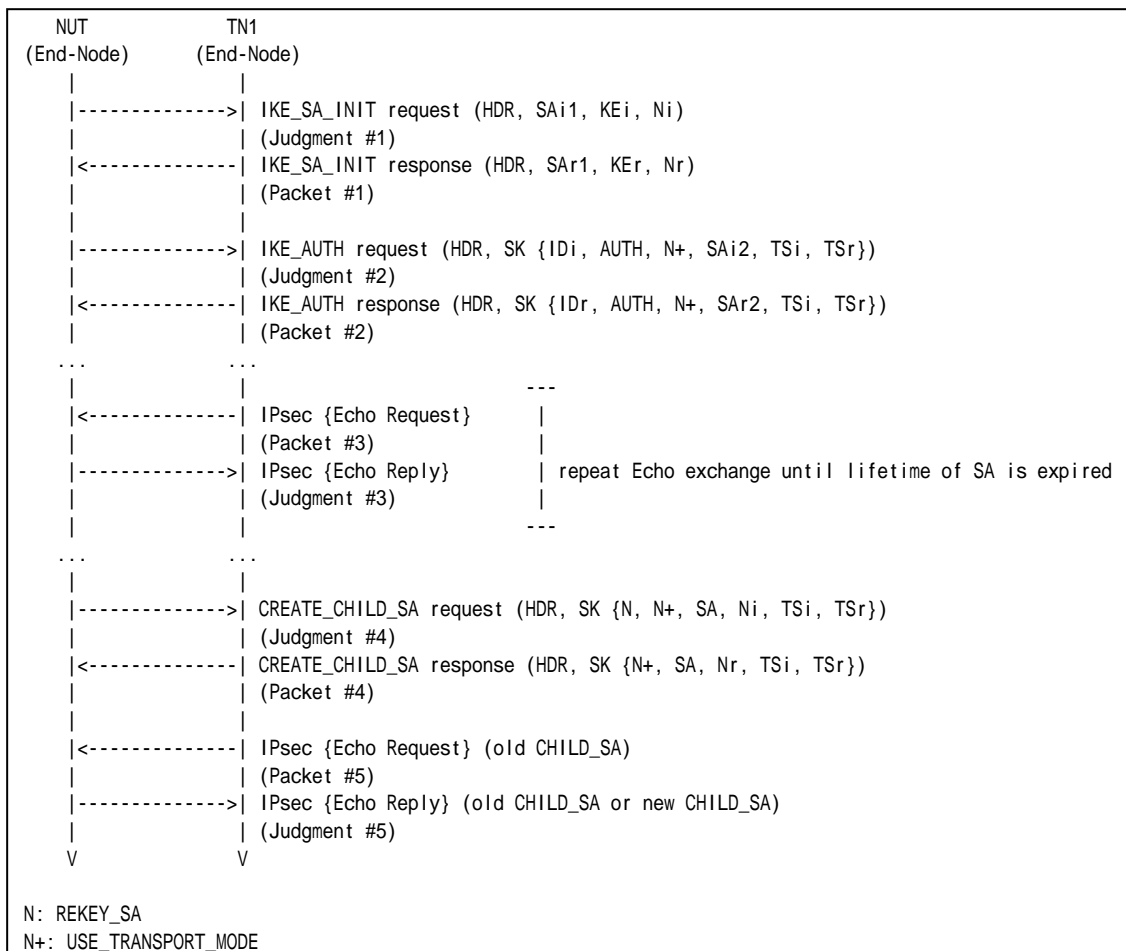 NUT TN1
(End-Node) (End-Node)
| |
|-------------->| IKE_SA_INIT request (HDR, SAi1, KEi, Ni)
| | (Judgment #1)
|<--------------| IKE_SA_INIT response (HDR, SAr1, KEr, Nr)
| | (Packet #1)
| |
|-------------->| IKE_AUTH request (HDR, SK {IDi, AUTH, N+, SAi2, TSi, TSr})
| | (Judgment #2)
|<--------------| IKE_AUTH response (HDR, SK {IDr, AUTH, N+, SAr2, TSi, TSr})
| | (Packet #2)
... ...
| | ---
|<--------------| IPsec {Echo Request} |
| | (Packet #3) |
|-------------->| IPsec {Echo Reply} | repeat Echo exchange until lifetime of SA is expired
| | (Judgment #3) |
| | ---
... ...
| |
|-------------->| CREATE_CHILD_SA request (HDR, SK {N, N+, SA, Ni, TSi, TSr})
| | (Judgment #4)
|<--------------| CREATE_CHILD_SA response (HDR, SK {N+, SA, Nr, TSi, TSr})
| | (Packet #4)
| |
|<--------------| IPsec {Echo Request} (old CHILD_SA)
| | (Packet #5)
|-------------->| IPsec {Echo Reply} (old CHILD_SA or new CHILD_SA)
| | (Judgment #5)
V V
N: REKEY_SA
N+: USE_TRANSPORT_MODE